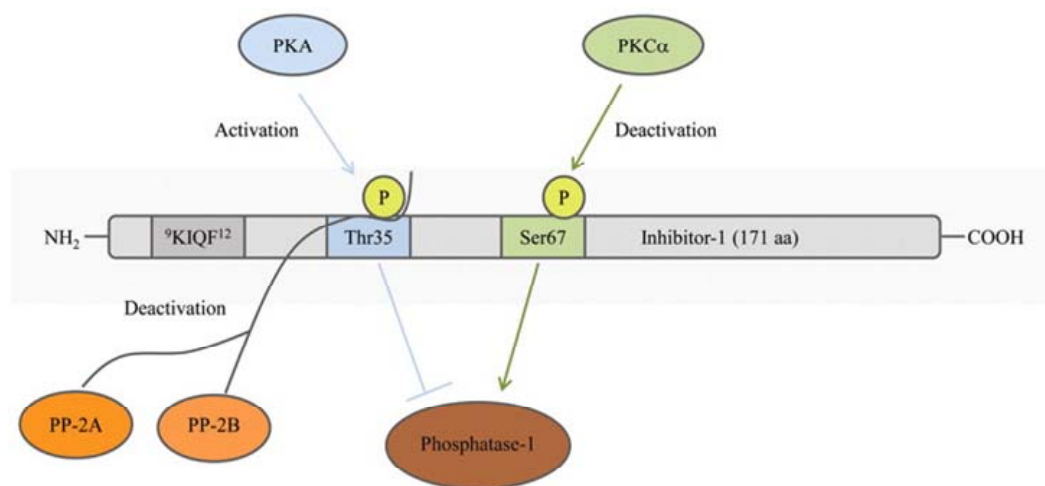 PKA
PKCα
Activation
Deactivation
P
P
NH₂
⁹KIQF¹²
Thr35
Ser67
Inhibitor-1 (171 aa)
COOH
Deactivation
PP-2A
PP-2B
Phosphatase-1